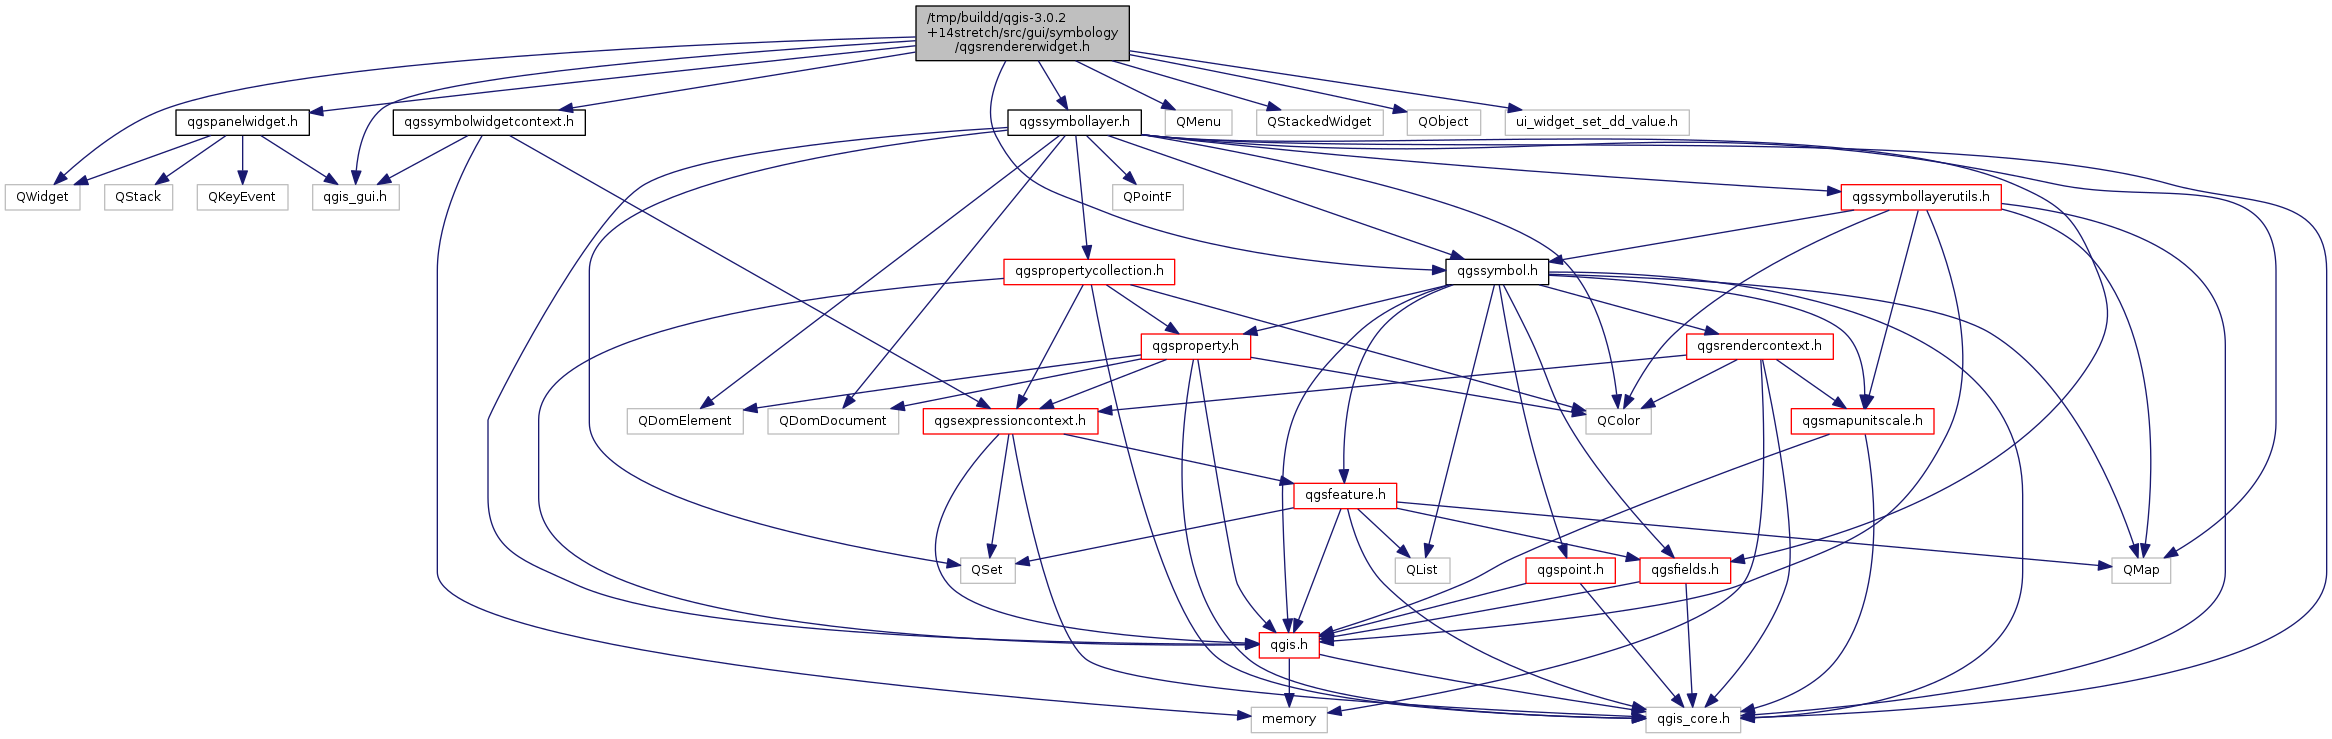 /tmp/buildd/qgis-3.0.2
+14stretch/src/gui/symbology
/qgsrendererwidget.h
qgspanelwidget.h
qgssymbolwidgetcontext.h
qgssymbollayer.h
QMenu
QStackedWidget
QObject
ui_widget_set_dd_value.h
QWidget
QStack
QKeyEvent
qgis_gui.h
QPointF
qgssymbollayerutils.h
qgspropertycollection.h
qgssymbol.h
qgsproperty.h
qgsrendercontext.h
QDomElement
QDomDocument
qgsexpressioncontext.h
QColor
qgsmapunitscale.h
qgsfeature.h
QSet
QList
qgspoint.h
qgsfields.h
QMap
qgis.h
memory
qgis_core.h